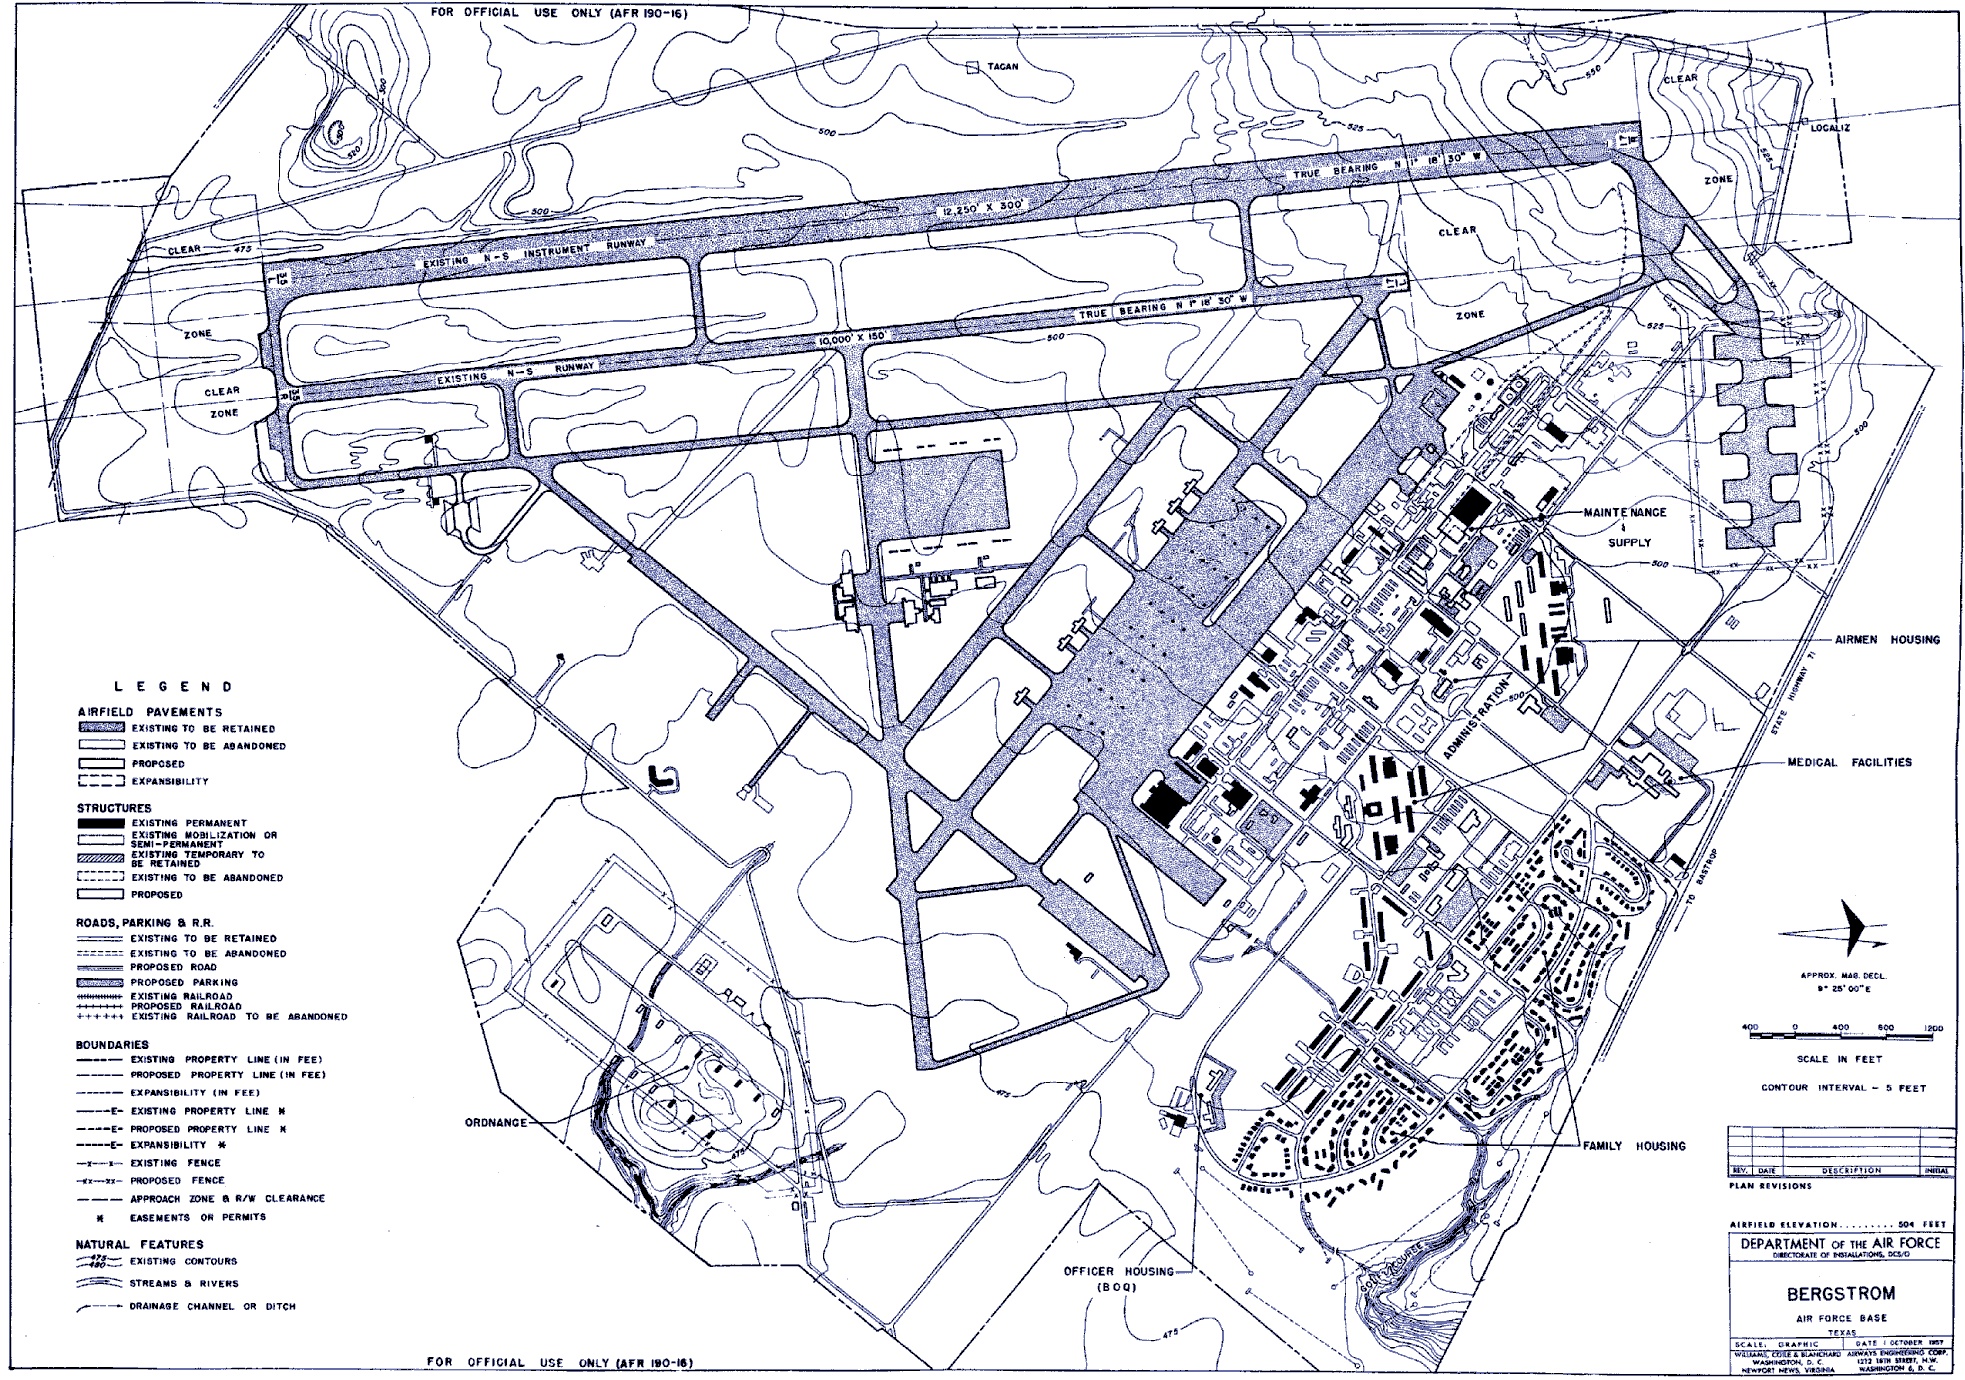 FOR OFFICIAL USE ONLY (AFR 190-16)
TACAN
500
500
520
500
525
550
CLEAR
LOCALIZ
525
ZONE
TRUE BEARING N 1° 18' 30" W
12,250' X 300'
500
CLEAR
475
EXISTING N-S INSTRUMENT RUNWAY
CLEAR
ZONE
ZONE
TRUE BEARING N 1° 18' 30" W
10,000' X 150'
500
525
EXISTING N-S RUNWAY
CLEAR
ZONE
500
MAINTENANCE
&
SUPPLY
500
AIRMEN HOUSING
500
ADMINISTRATION
STATE HIGHWAY 71
MEDICAL FACILITIES
TO BASTROP
LEGEND
AIRFIELD PAVEMENTS
EXISTING TO BE RETAINED
EXISTING TO BE ABANDONED
PROPOSED
EXPANSIBILITY
STRUCTURES
EXISTING PERMANENT
EXISTING MOBILIZATION OR
SEMI-PERMANENT
EXISTING TEMPORARY TO
BE RETAINED
EXISTING TO BE ABANDONED
PROPOSED
ROADS, PARKING & R.R.
EXISTING TO BE RETAINED
EXISTING TO BE ABANDONED
PROPOSED ROAD
PROPOSED PARKING
EXISTING RAILROAD
PROPOSED RAILROAD
EXISTING RAILROAD TO BE ABANDONED
BOUNDARIES
EXISTING PROPERTY LINE (IN FEE)
PROPOSED PROPERTY LINE (IN FEE)
EXPANSIBILITY (IN FEE)
E EXISTING PROPERTY LINE *
E PROPOSED PROPERTY LINE *
E EXPANSIBILITY *
EXISTING FENCE
PROPOSED FENCE
APPROACH ZONE & R/W CLEARANCE
* EASEMENTS OR PERMITS
NATURAL FEATURES
475
480
EXISTING CONTOURS
STREAMS & RIVERS
DRAINAGE CHANNEL OR DITCH
ORDNANCE
475
475
OFFICER HOUSING
(BOQ)
475
FAMILY HOUSING
GOLF COURSE
APPROX. MAG. DECL.
9° 25' 00" E
400 0 400 800 1200
SCALE IN FEET
CONTOUR INTERVAL - 5 FEET
REV. DATE DESCRIPTION INITIAL
PLAN REVISIONS
AIRFIELD ELEVATION......... 504 FEET
DEPARTMENT OF THE AIR FORCE
DIRECTORATE OF INSTALLATIONS, DCS/O
BERGSTROM
AIR FORCE BASE
TEXAS
SCALE: GRAPHIC DATE 1 OCTOBER 1957
WILLIAMS, COILE & BLANCHARD AIRWAYS ENGINEERING CORP.
WASHINGTON, D. C. 1212 18TH STREET, N.W.
NEWPORT NEWS, VIRGINIA WASHINGTON 6, D. C.
FOR OFFICIAL USE ONLY (AFR 190-16)